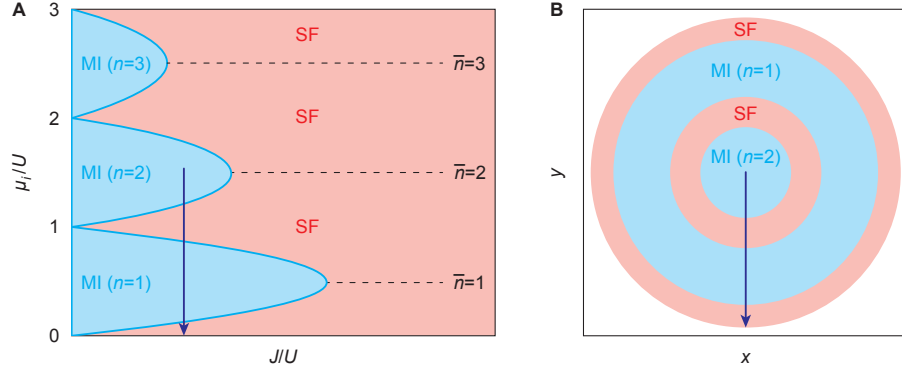 A
3
2
1
0
μi/U
J/U
SF
MI (n=3)
n̅=3
SF
MI (n=2)
n̅=2
SF
MI (n=1)
n̅=1
B
SF
MI (n=1)
SF
MI (n=2)
y
x